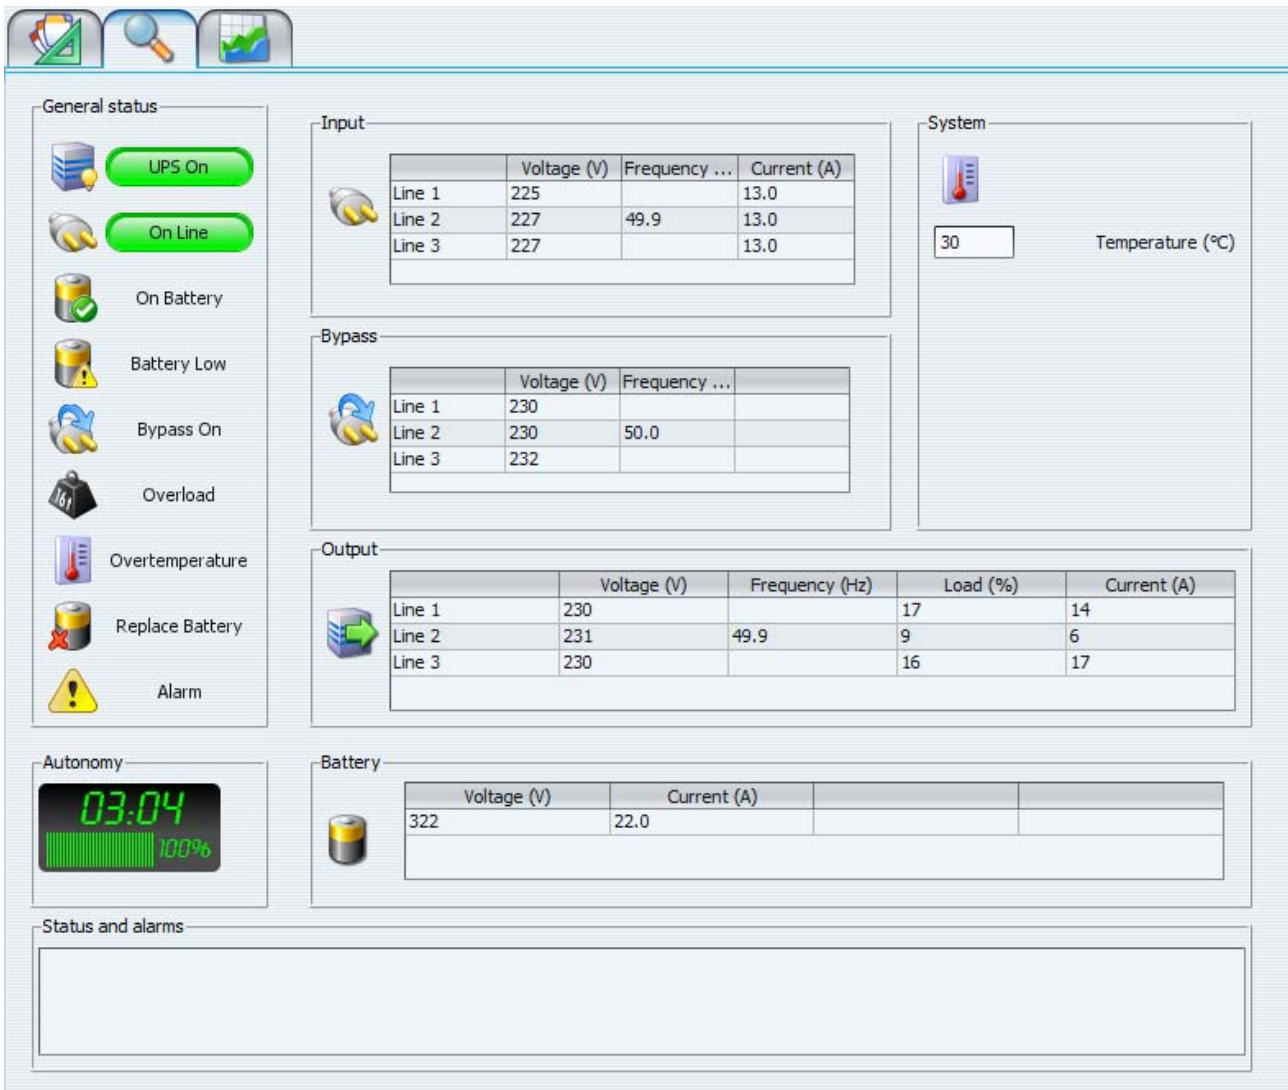 General status
UPS On
On Line
On Battery
Battery Low
Bypass On
16t
Overload
Overtemperature
Replace Battery
Alarm
Input
Voltage (V) Frequency ... Current (A)
Line 1 225 13.0
Line 2 227 49.9 13.0
Line 3 227 13.0
System
30 Temperature (°C)
Bypass
Voltage (V) Frequency ...
Line 1 230
Line 2 230 50.0
Line 3 232
Output
Voltage (V) Frequency (Hz) Load (%) Current (A)
Line 1 230 17 14
Line 2 231 49.9 9 6
Line 3 230 16 17
Autonomy
03:04
100%
Battery
Voltage (V) Current (A)
322 22.0
Status and alarms